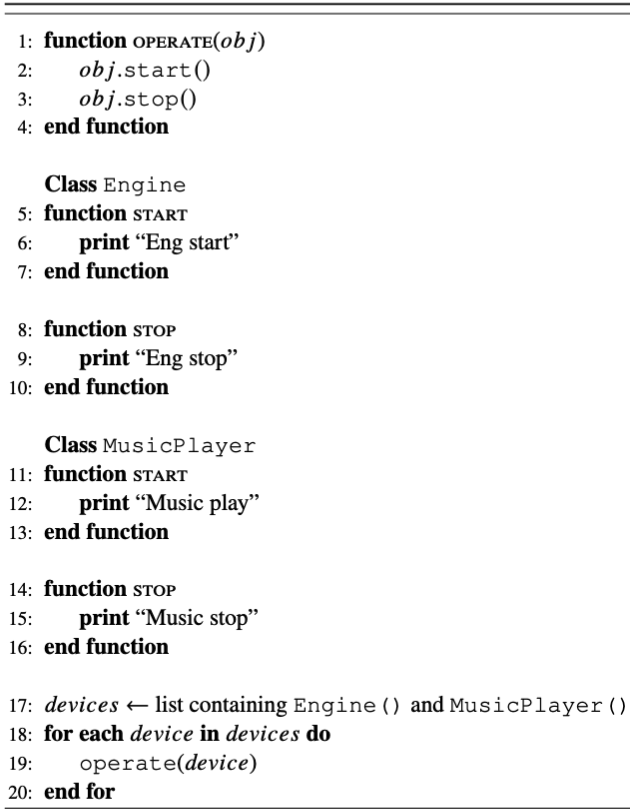 1: function OPERATE(obj)
2: obj.start()
3: obj.stop()
4: end function
Class Engine
5: function START
6: print “Eng start”
7: end function
8: function STOP
9: print “Eng stop”
10: end function
Class MusicPlayer
11: function START
12: print “Music play”
13: end function
14: function STOP
15: print “Music stop”
16: end function
17: devices ← list containing Engine() and MusicPlayer()
18: for each device in devices do
19: operate(device)
20: end for